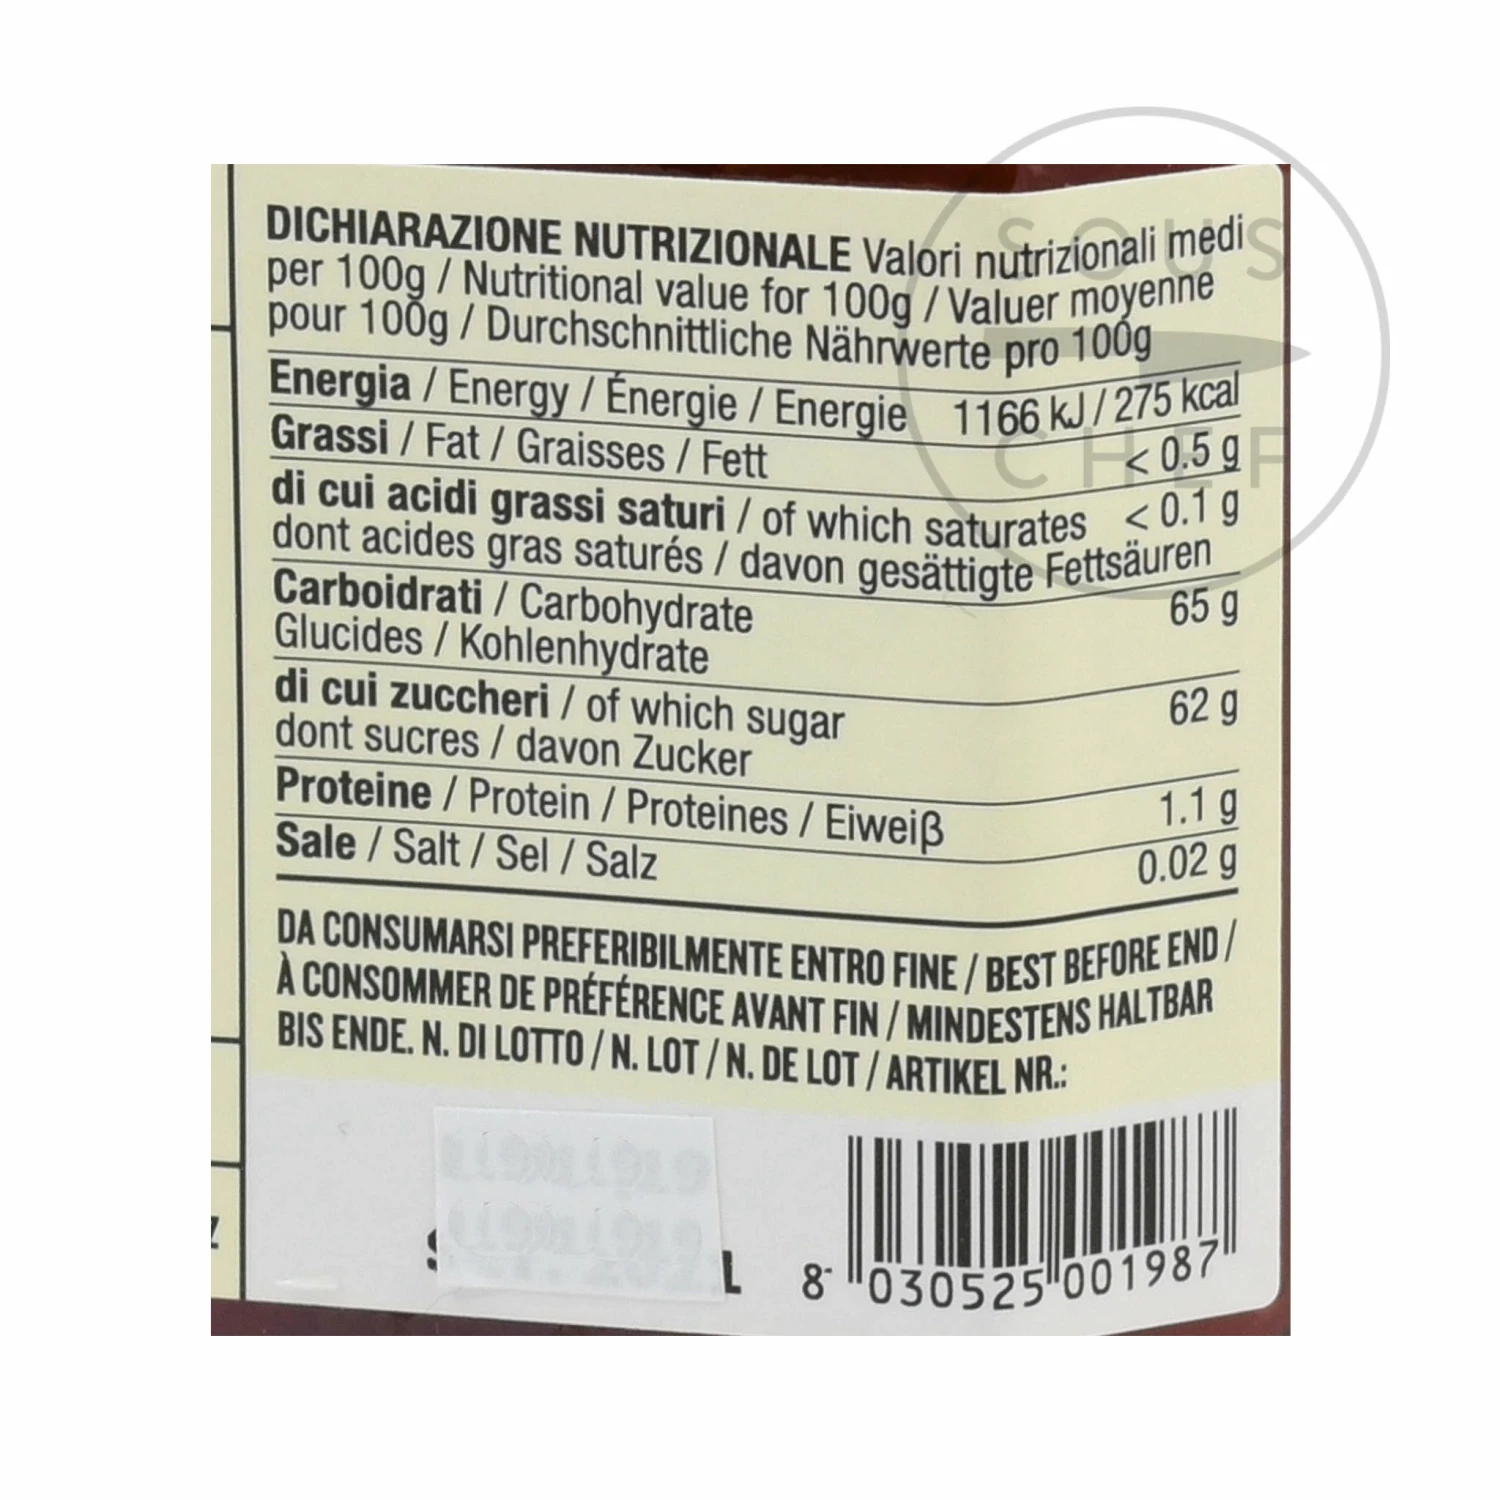 SOUS
CHEF
DICHIARAZIONE NUTRIZIONALE Valori nutrizionali medi
per 100g / Nutritional value for 100g / Valuer moyenne
pour 100g / Durchschnittliche Nährwerte pro 100g
Energia / Energy / Énergie / Energie 1166 kJ / 275 kcal
Grassi / Fat / Graisses / Fett < 0.5 g
di cui acidi grassi saturi / of which saturates < 0.1 g
dont acides gras saturés / davon gesättigte Fettsäuren
Carboidrati / Carbohydrate 65 g
Glucides / Kohlenhydrate
di cui zuccheri / of which sugar 62 g
dont sucres / davon Zucker
Proteine / Protein / Proteines / Eiweiß 1.1 g
Sale / Salt / Sel / Salz 0.02 g
DA CONSUMARSI PREFERIBILMENTE ENTRO FINE / BEST BEFORE END /
À CONSOMMER DE PRÉFÉRENCE AVANT FIN / MINDESTENS HALTBAR
BIS ENDE. N. DI LOTTO / N. LOT / N. DE LOT / ARTIKEL NR.:
8 030525 001987